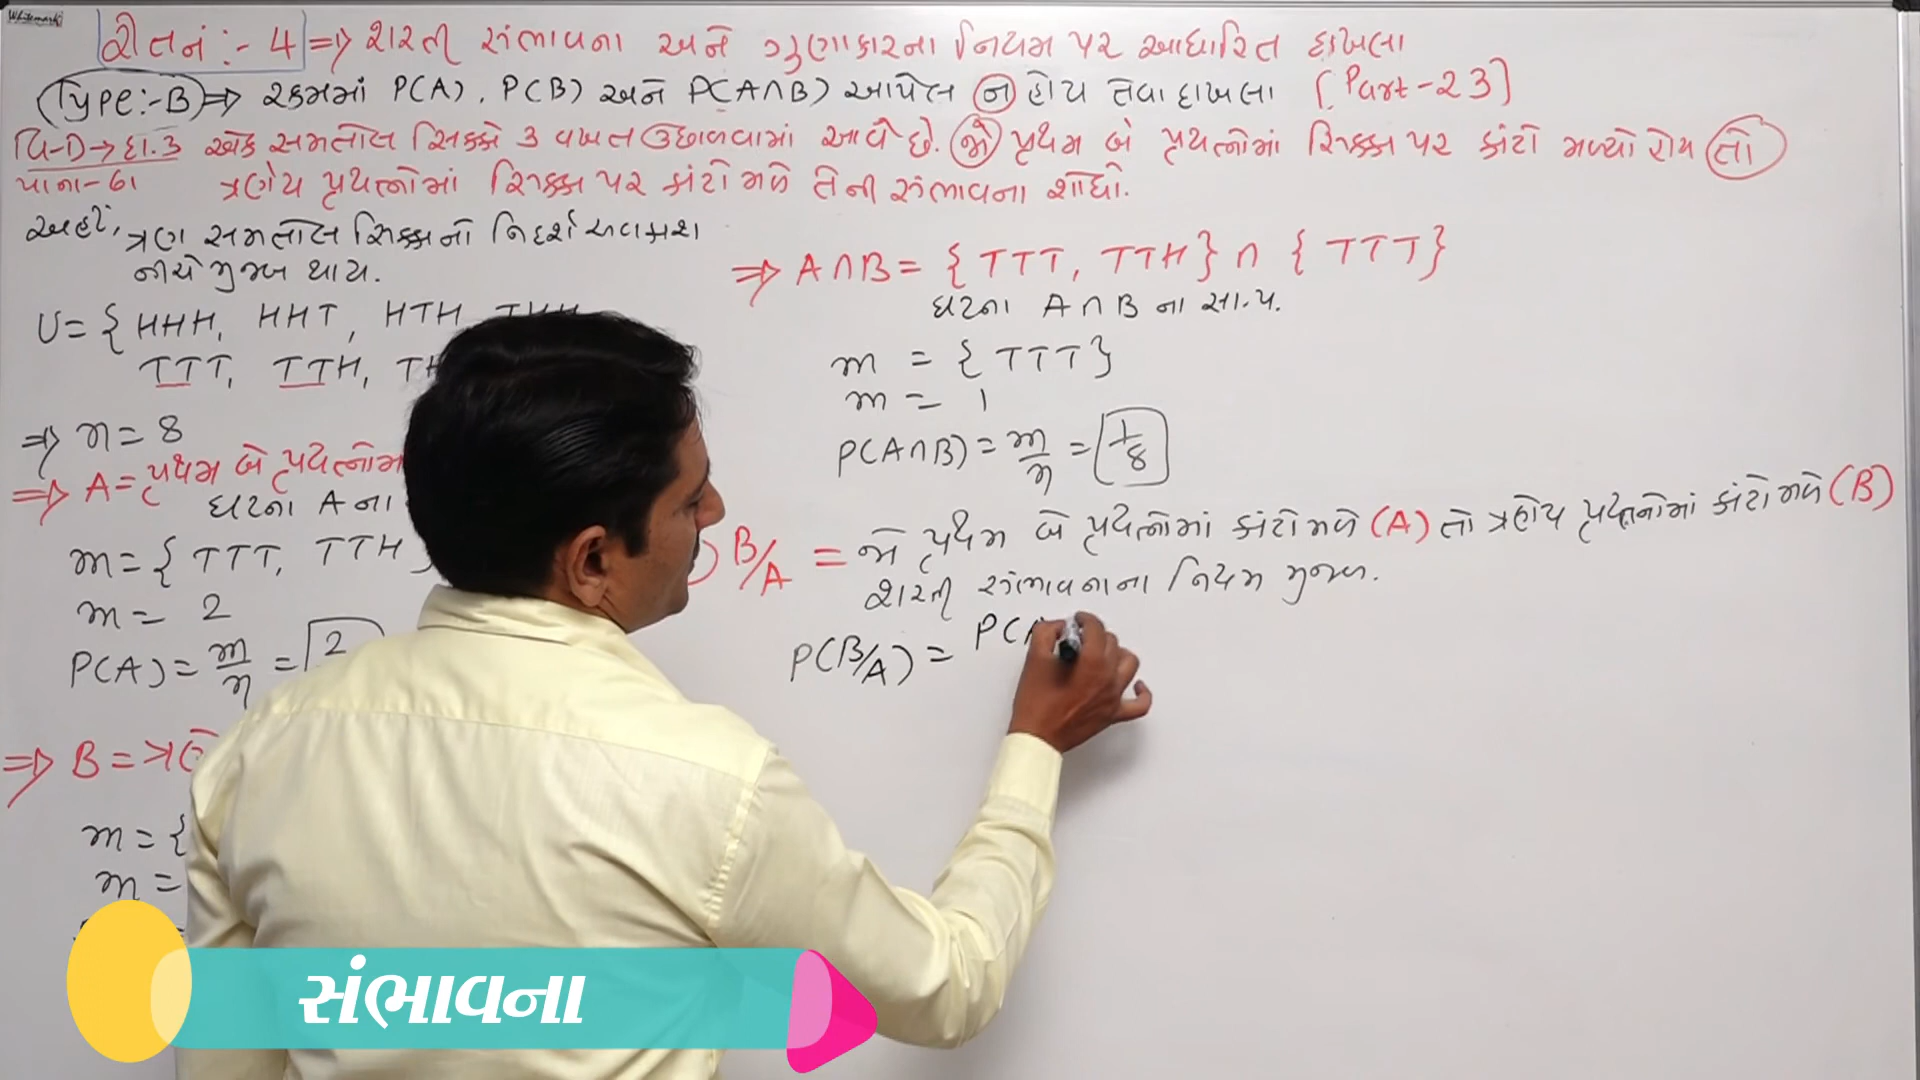 Whitemark
રીત નં :- 4 ⇒ શરતી સંભાવના અને ગુણાકારના નિયમ પર આધારિત દાખલા
Type:-B ⇒ રકમમાં P(A), P(B) અને P(A∩B) આપેલ ન હોય તેવા દાખલા [Part-23]
વિ-D→દા.3 એક સમતોલ સિક્કો 3 વખત ઉછાળવામાં આવે છે. જો પ્રથમ બે પ્રયત્નોમાં સિક્કા પર કાંટો મળ્યો હોય તો
પાના-61 ત્રણેય પ્રયત્નોમાં સિક્કા પર કાંટો મળે તેની સંભાવના શોધો.
અહીં, ત્રણ સમતોલ સિક્કાનો નિદર્શ અવકાશ
નીચે મુજબ થાય.
U = { HHH, HHT, HTH,
TTT, TTH, TH
⇒ n = 8
⇒ A = પ્રથમ બે પ્રયત્નોમાં
ઘટના A ના
m = { TTT, TTH }
m = 2
P(A) = m/n = 2
⇒ B =
m = {
m =
⇒ A∩B = { TTT, TTH } ∩ { TTT }
ઘટના A∩B ના સા.પ.
m = { TTT }
m = 1
P(A∩B) = m/n = 1/8
B/A = જો પ્રથમ બે પ્રયત્નોમાં કાંટો મળે (A) તો ત્રણેય પ્રયત્નોમાં કાંટો મળે (B)
શરતી સંભાવનાના નિયમ મુજબ.
P(B/A) = P(A
સંભાવના